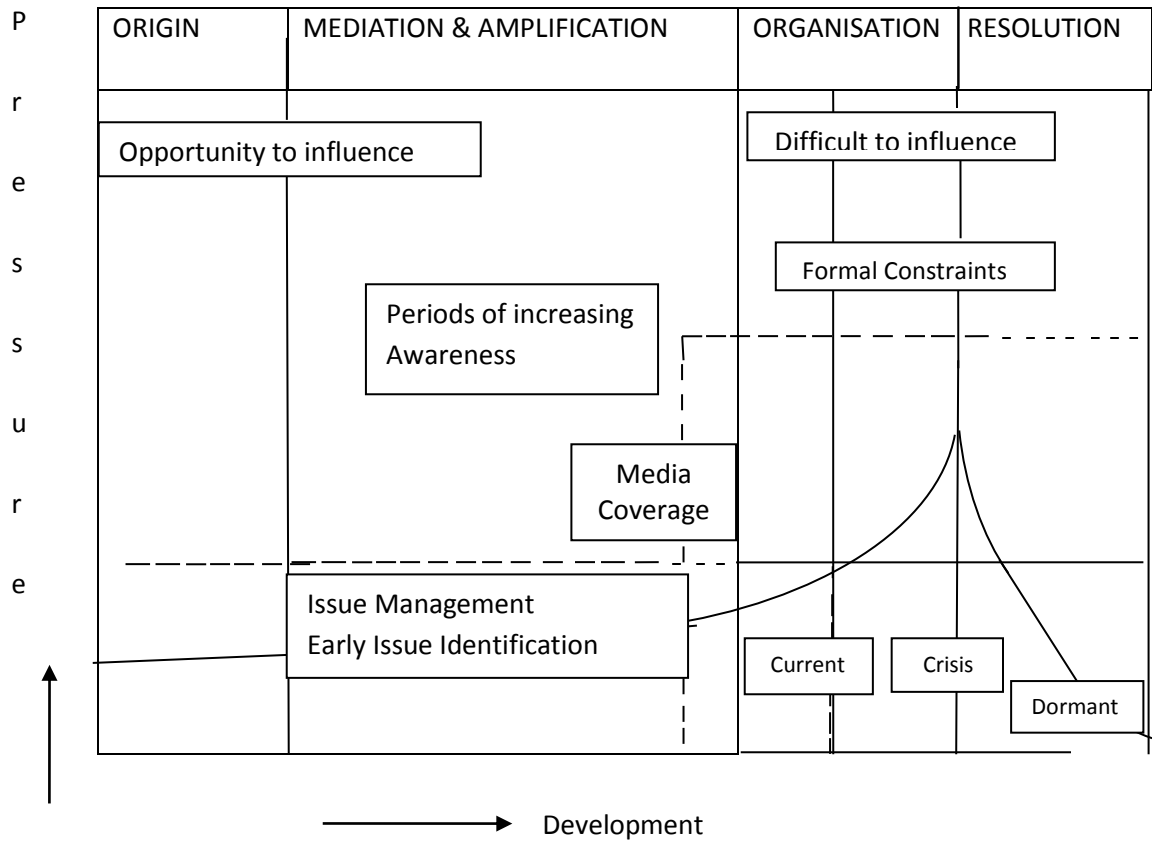 Pressure
ORIGIN
MEDIATION & AMPLIFICATION
ORGANISATION
RESOLUTION
Opportunity to influence
Difficult to influence
Formal Constraints
Periods of increasing
Awareness
Media
Coverage
Issue Management
Early Issue Identification
Current
Crisis
Dormant
Development